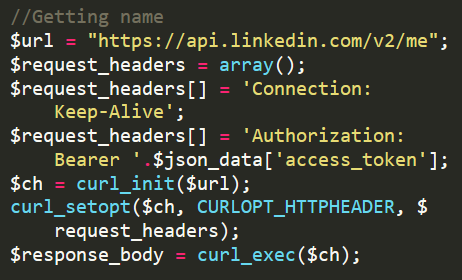 //Getting name
$url = "https://api.linkedin.com/v2/me";
$request_headers = array();
$request_headers[] = 'Connection:
Keep-Alive';
$request_headers[] = 'Authorization:
Bearer '.$json_data['access_token'];
$ch = curl_init($url);
curl_setopt($ch, CURLOPT_HTTPHEADER, $
request_headers);
$response_body = curl_exec($ch);